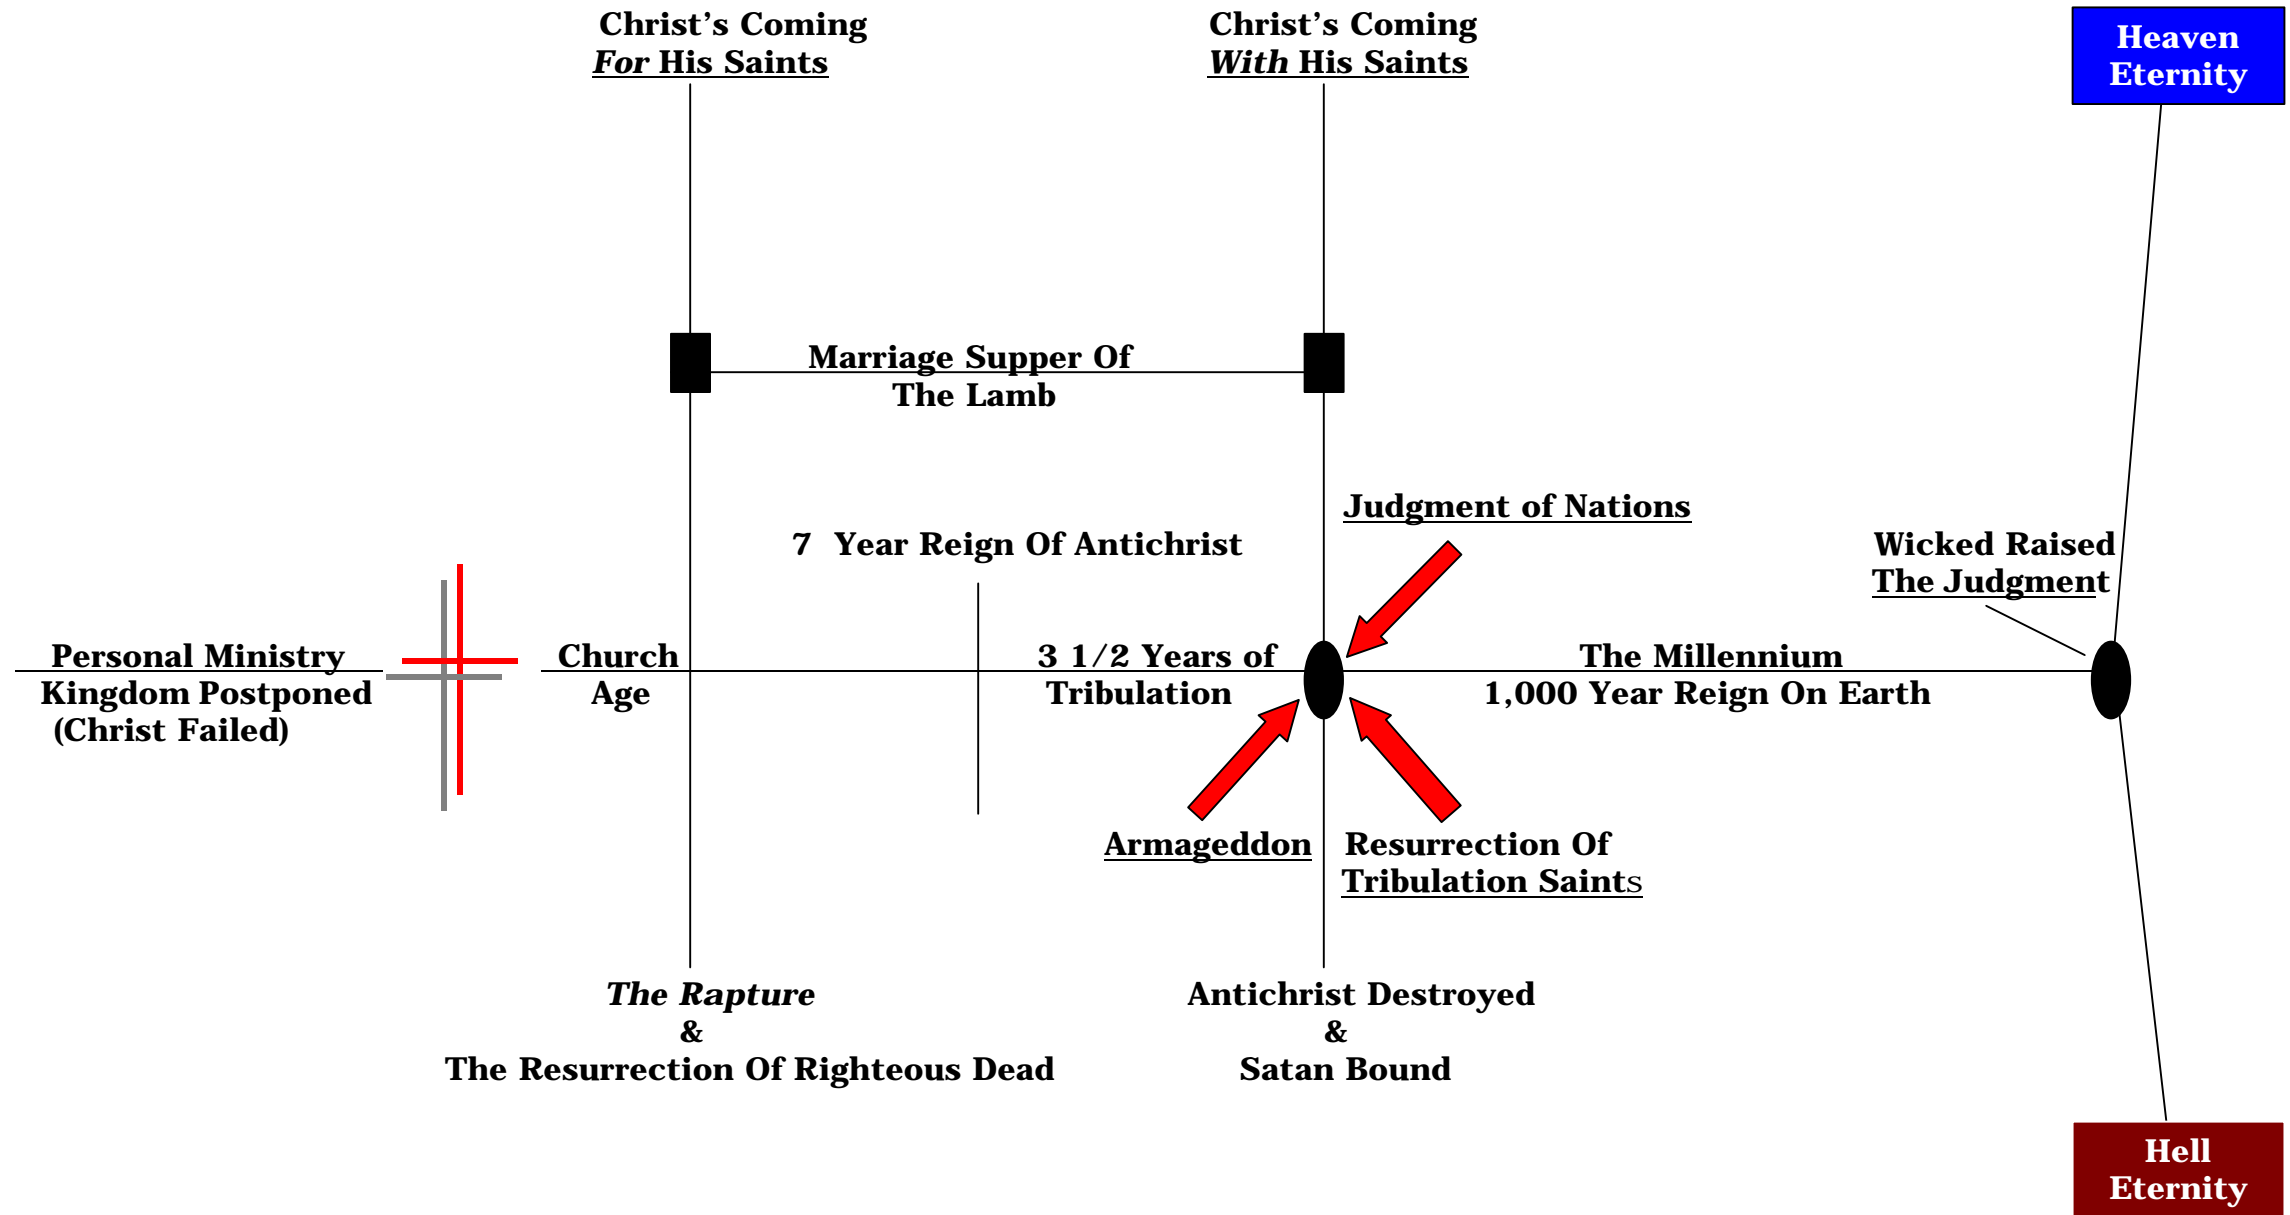 Christ’s Coming
For His Saints
Christ’s Coming
With His Saints
Heaven
Eternity
Marriage Supper Of
The Lamb
Judgment of Nations
7 Year Reign Of Antichrist
Wicked Raised
The Judgment
Personal Ministry
Kingdom Postponed
(Christ Failed)
Church
Age
3 1/2 Years of
Tribulation
The Millennium
1,000 Year Reign On Earth
Armageddon
Resurrection Of
Tribulation Saints
The Rapture
&
The Resurrection Of Righteous Dead
Antichrist Destroyed
&
Satan Bound
Hell
Eternity